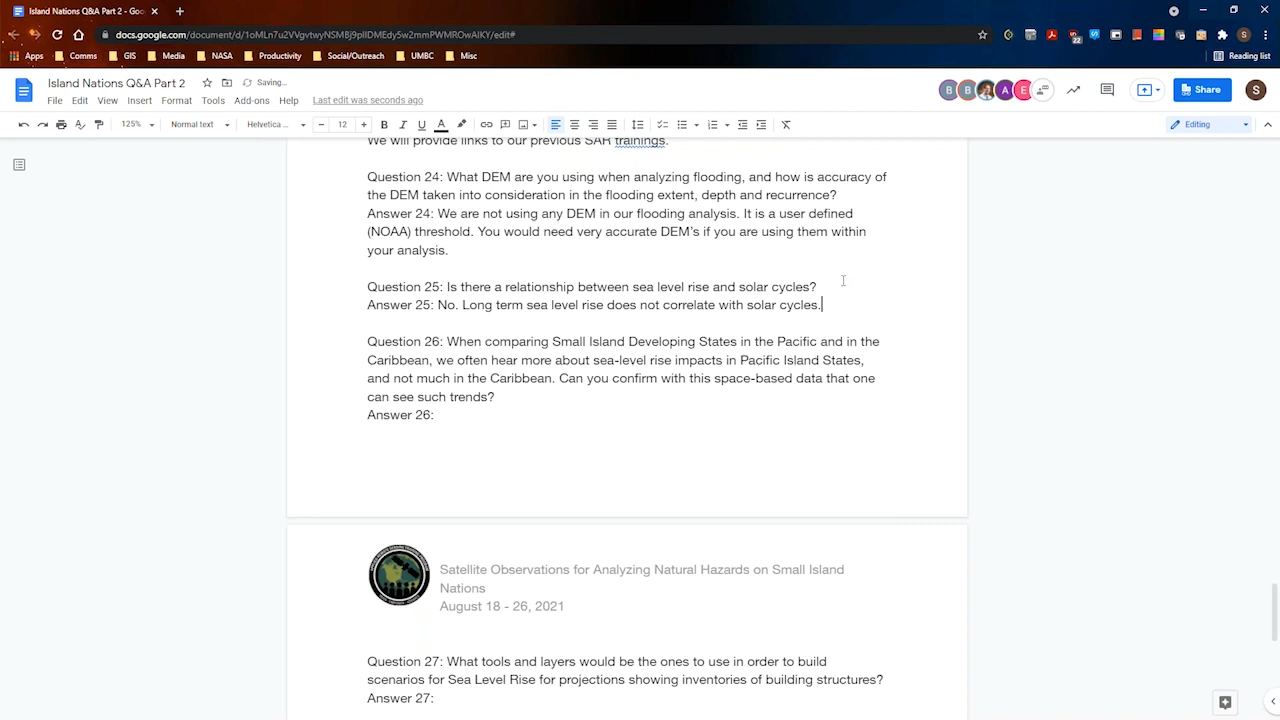 Island Nations Q&A Part 2 - Goo
docs.google.com/document/d/1oMLn7u2VVgvtwyNSMBj9pIIDMEdy5w2mmPWMROwAIKY/edit#
Apps Comms GIS Media NASA Productivity Social/Outreach UMBC Misc Reading list
Island Nations Q&A Part 2 Saving...
File Edit View Insert Format Tools Add-ons Help Last edit was seconds ago
B B A E Share S
125% Normal text Helvetica ... 12 B I U A Editing
We will provide links to our previous SAR trainings.
Question 24: What DEM are you using when analyzing flooding, and how is accuracy of
the DEM taken into consideration in the flooding extent, depth and recurrence?
Answer 24: We are not using any DEM in our flooding analysis. It is a user defined
(NOAA) threshold. You would need very accurate DEM's if you are using them within
your analysis.
Question 25: Is there a relationship between sea level rise and solar cycles?
Answer 25: No. Long term sea level rise does not correlate with solar cycles.
Question 26: When comparing Small Island Developing States in the Pacific and in the
Caribbean, we often hear more about sea-level rise impacts in Pacific Island States,
and not much in the Caribbean. Can you confirm with this space-based data that one
can see such trends?
Answer 26:
Satellite Observations for Analyzing Natural Hazards on Small Island
Nations
August 18 - 26, 2021
Question 27: What tools and layers would be the ones to use in order to build
scenarios for Sea Level Rise for projections showing inventories of building structures?
Answer 27: